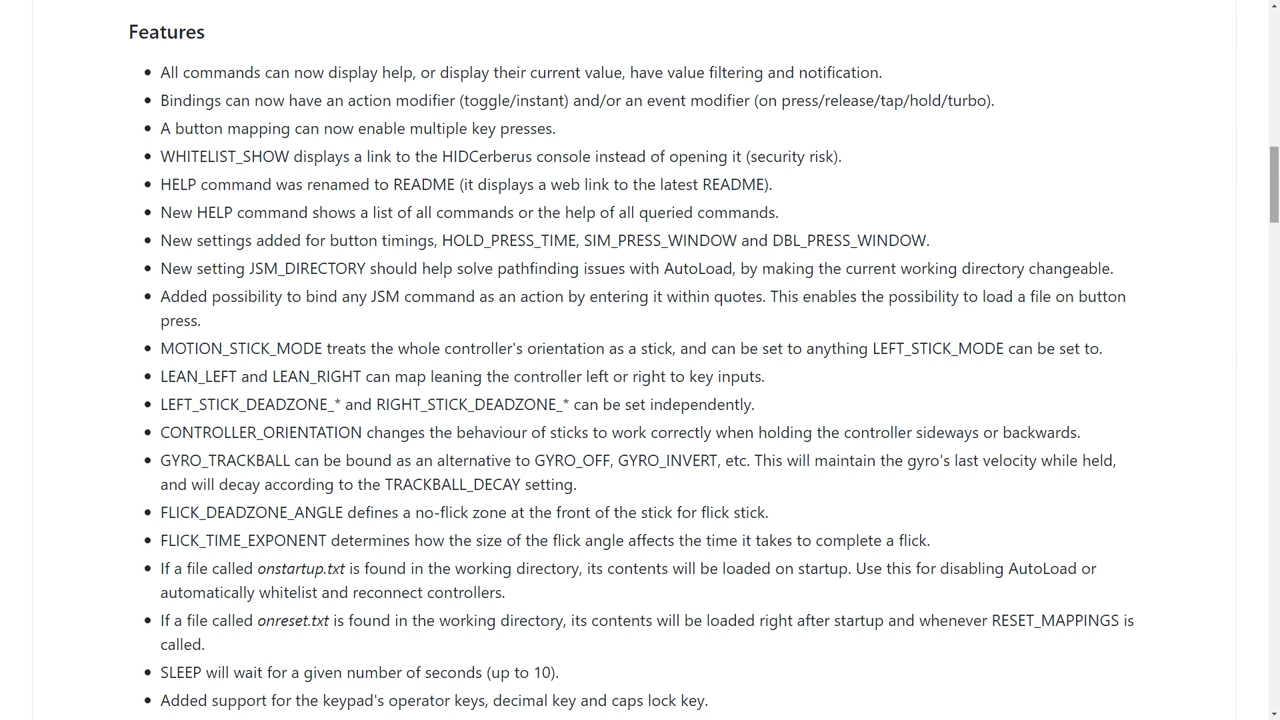 Features
All commands can now display help, or display their current value, have value filtering and notification.
Bindings can now have an action modifier (toggle/instant) and/or an event modifier (on press/release/tap/hold/turbo).
A button mapping can now enable multiple key presses.
WHITELIST_SHOW displays a link to the HIDCerberus console instead of opening it (security risk).
HELP command was renamed to README (it displays a web link to the latest README).
New HELP command shows a list of all commands or the help of all queried commands.
New settings added for button timings, HOLD_PRESS_TIME, SIM_PRESS_WINDOW and DBL_PRESS_WINDOW.
New setting JSM_DIRECTORY should help solve pathfinding issues with AutoLoad, by making the current working directory changeable.
Added possibility to bind any JSM command as an action by entering it within quotes. This enables the possibility to load a file on button
press.
MOTION_STICK_MODE treats the whole controller's orientation as a stick, and can be set to anything LEFT_STICK_MODE can be set to.
LEAN_LEFT and LEAN_RIGHT can map leaning the controller left or right to key inputs.
LEFT_STICK_DEADZONE_* and RIGHT_STICK_DEADZONE_* can be set independently.
CONTROLLER_ORIENTATION changes the behaviour of sticks to work correctly when holding the controller sideways or backwards.
GYRO_TRACKBALL can be bound as an alternative to GYRO_OFF, GYRO_INVERT, etc. This will maintain the gyro's last velocity while held,
and will decay according to the TRACKBALL_DECAY setting.
FLICK_DEADZONE_ANGLE defines a no-flick zone at the front of the stick for flick stick.
FLICK_TIME_EXPONENT determines how the size of the flick angle affects the time it takes to complete a flick.
If a file called onstartup.txt is found in the working directory, its contents will be loaded on startup. Use this for disabling AutoLoad or
automatically whitelist and reconnect controllers.
If a file called onreset.txt is found in the working directory, its contents will be loaded right after startup and whenever RESET_MAPPINGS is
called.
SLEEP will wait for a given number of seconds (up to 10).
Added support for the keypad's operator keys, decimal key and caps lock key.